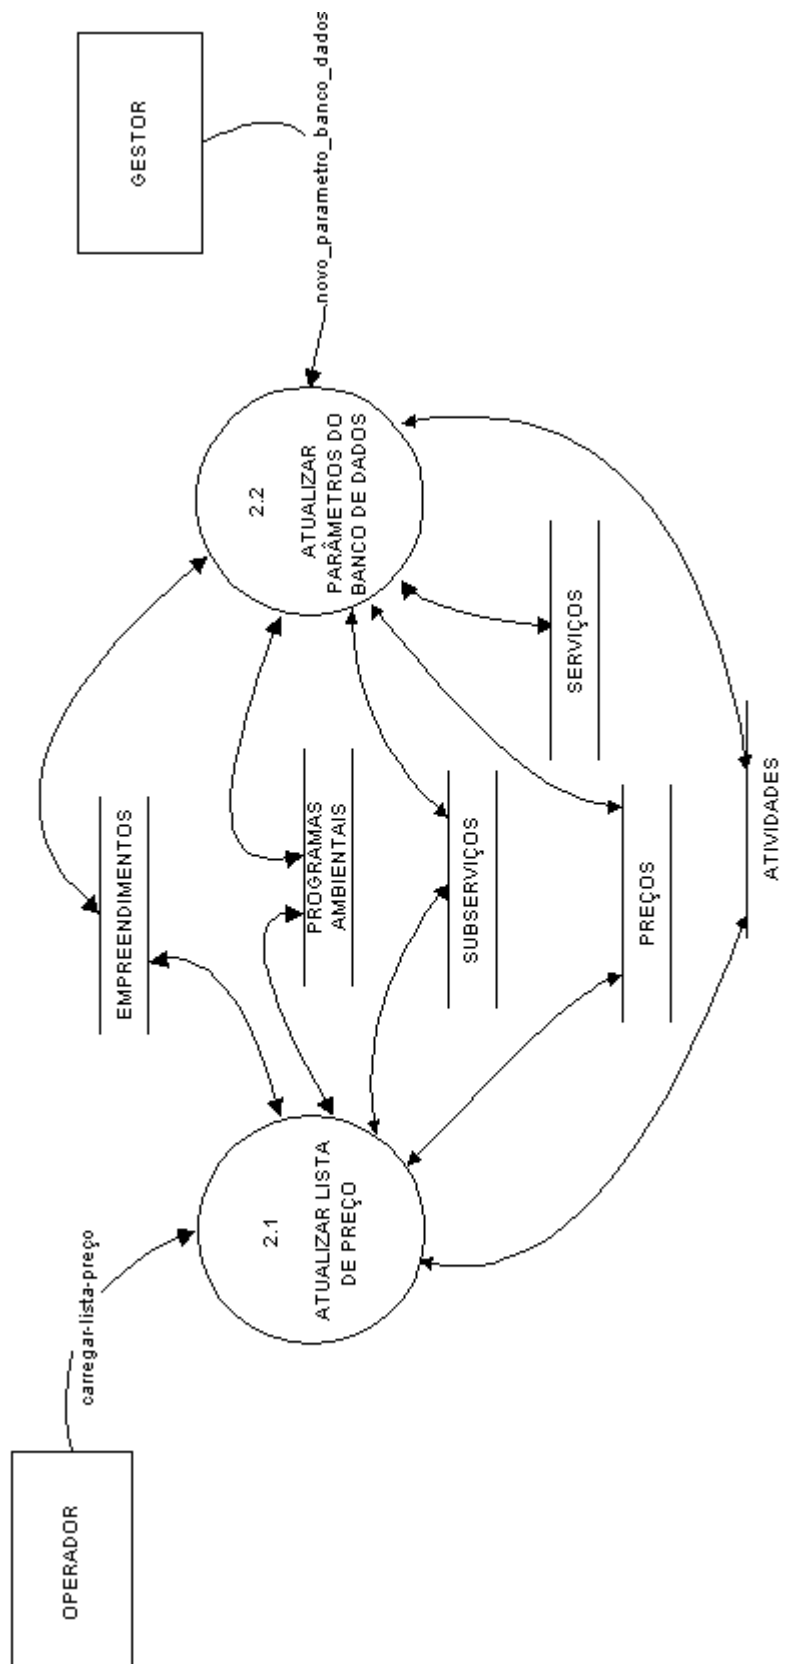 OPERADOR
carregar-lista-preço
2.1
ATUALIZAR LISTA
DE PREÇO
EMPREENDIMENTOS
PROGRAMAS
AMBIENTAIS
SUBSERVIÇOS
PREÇOS
ATIVIDADES
SERVIÇOS
2.2
ATUALIZAR
PARÂMETROS DO
BANCO DE DADOS
novo_parametro_banco_dados
GESTOR